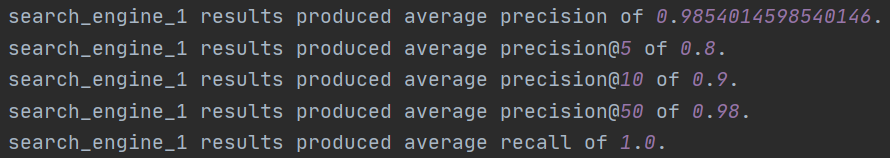 search_engine_1 results produced average precision of 0.9854014598540146.
search_engine_1 results produced average precision@5 of 0.8.
search_engine_1 results produced average precision@10 of 0.9.
search_engine_1 results produced average precision@50 of 0.98.
search_engine_1 results produced average recall of 1.0.